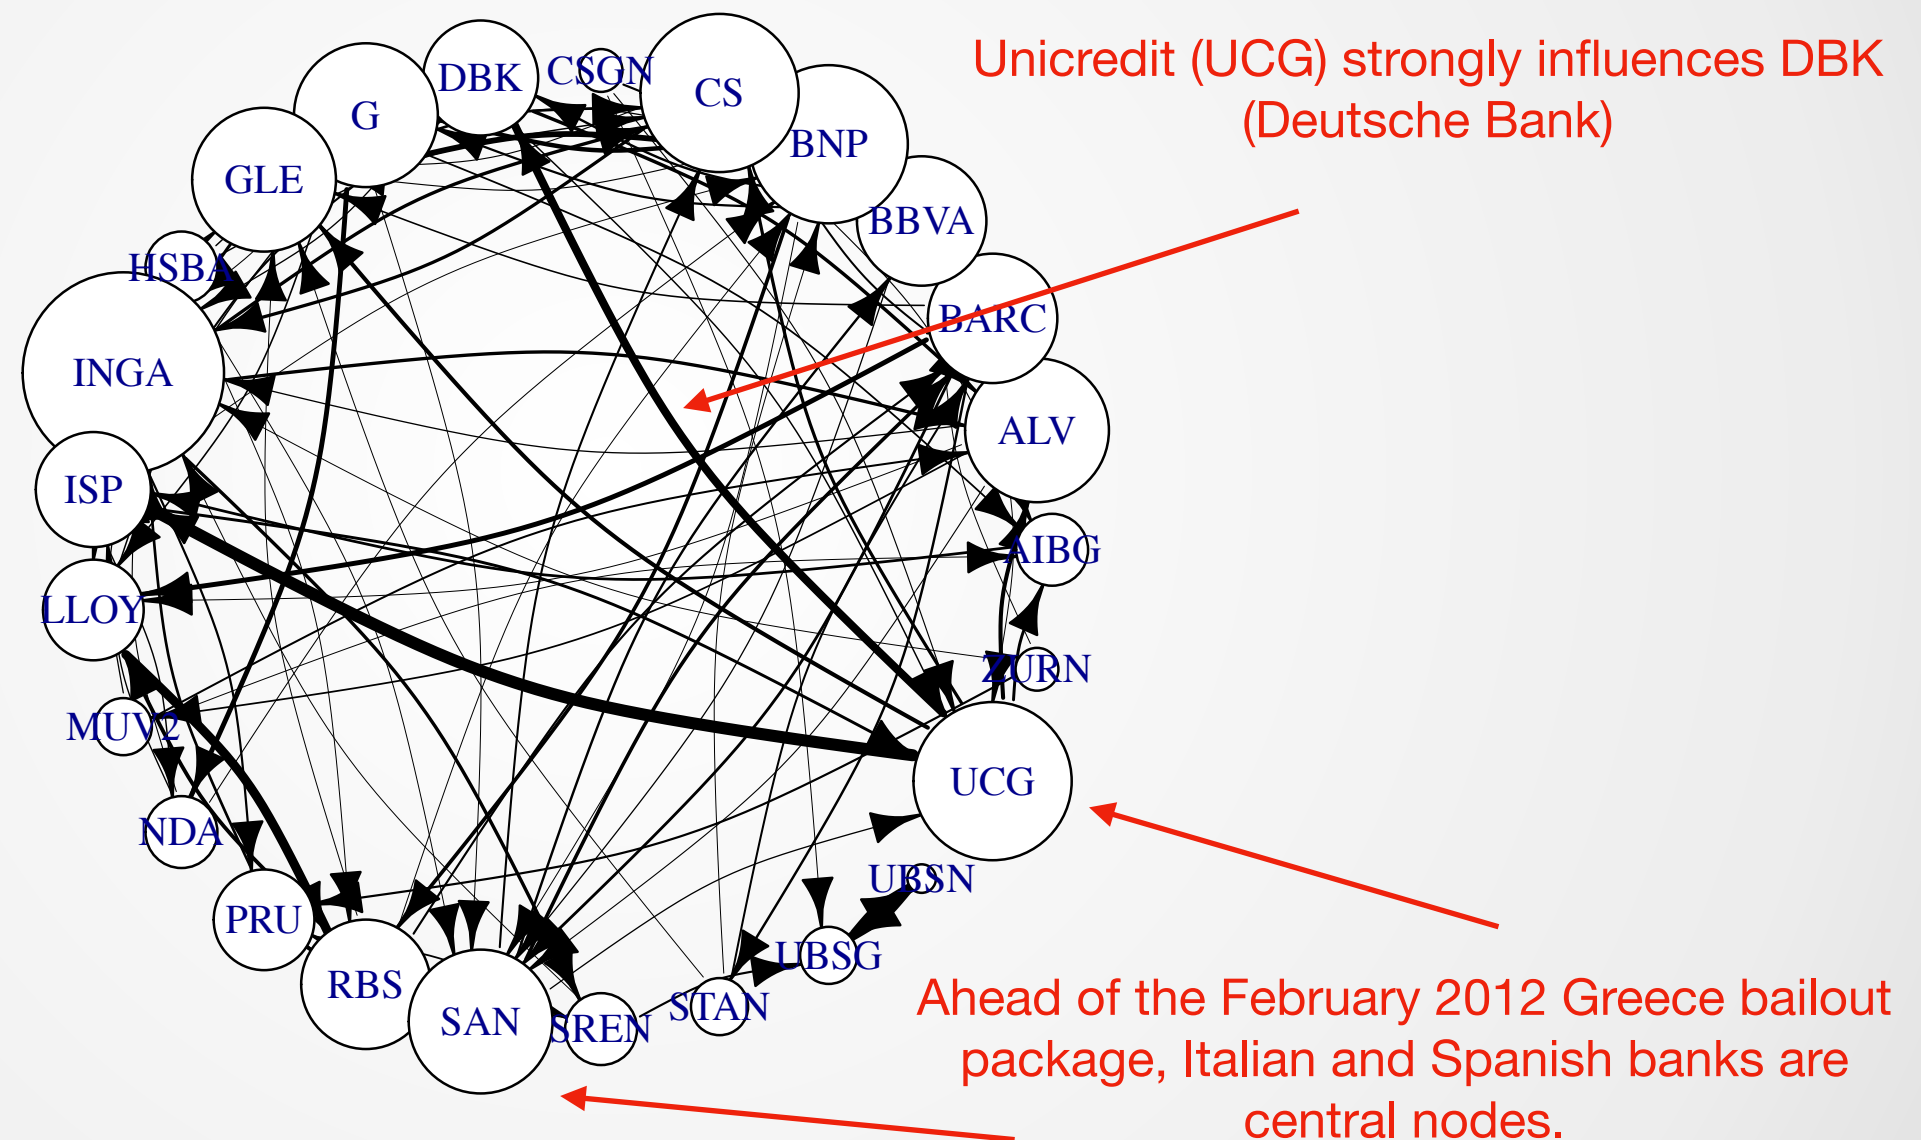 DBK
CSGN
CS
G
BNP
GLE
BBVA
HSBA
BARC
INGA
ALV
ISP
AIBG
LLOY
ZURN
MUV2
UCG
NDA
UBSN
PRU
UBSG
RBS
STAN
SAN
SREN
Unicredit (UCG) strongly influences DBK
(Deutsche Bank)
Ahead of the February 2012 Greece bailout
package, Italian and Spanish banks are
central nodes.